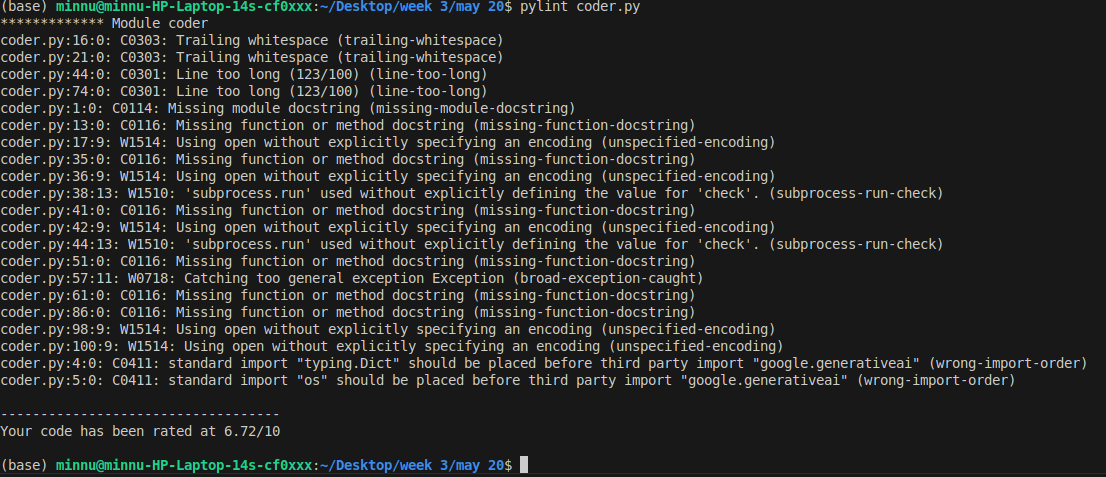 (base) minnu@minnu-HP-Laptop-14s-cf0xxx:~/Desktop/week 3/may 20$ pylint coder.py
************* Module coder
coder.py:16:0: C0303: Trailing whitespace (trailing-whitespace)
coder.py:21:0: C0303: Trailing whitespace (trailing-whitespace)
coder.py:44:0: C0301: Line too long (123/100) (line-too-long)
coder.py:74:0: C0301: Line too long (123/100) (line-too-long)
coder.py:1:0: C0114: Missing module docstring (missing-module-docstring)
coder.py:13:0: C0116: Missing function or method docstring (missing-function-docstring)
coder.py:17:9: W1514: Using open without explicitly specifying an encoding (unspecified-encoding)
coder.py:35:0: C0116: Missing function or method docstring (missing-function-docstring)
coder.py:36:9: W1514: Using open without explicitly specifying an encoding (unspecified-encoding)
coder.py:38:13: W1510: 'subprocess.run' used without explicitly defining the value for 'check'. (subprocess-run-check)
coder.py:41:0: C0116: Missing function or method docstring (missing-function-docstring)
coder.py:42:9: W1514: Using open without explicitly specifying an encoding (unspecified-encoding)
coder.py:44:13: W1510: 'subprocess.run' used without explicitly defining the value for 'check'. (subprocess-run-check)
coder.py:51:0: C0116: Missing function or method docstring (missing-function-docstring)
coder.py:57:11: W0718: Catching too general exception Exception (broad-exception-caught)
coder.py:61:0: C0116: Missing function or method docstring (missing-function-docstring)
coder.py:86:0: C0116: Missing function or method docstring (missing-function-docstring)
coder.py:98:9: W1514: Using open without explicitly specifying an encoding (unspecified-encoding)
coder.py:100:9: W1514: Using open without explicitly specifying an encoding (unspecified-encoding)
coder.py:4:0: C0411: standard import "typing.Dict" should be placed before third party import "google.generativeai" (wrong-import-order)
coder.py:5:0: C0411: standard import "os" should be placed before third party import "google.generativeai" (wrong-import-order)
-----------------------------------
Your code has been rated at 6.72/10
(base) minnu@minnu-HP-Laptop-14s-cf0xxx:~/Desktop/week 3/may 20$